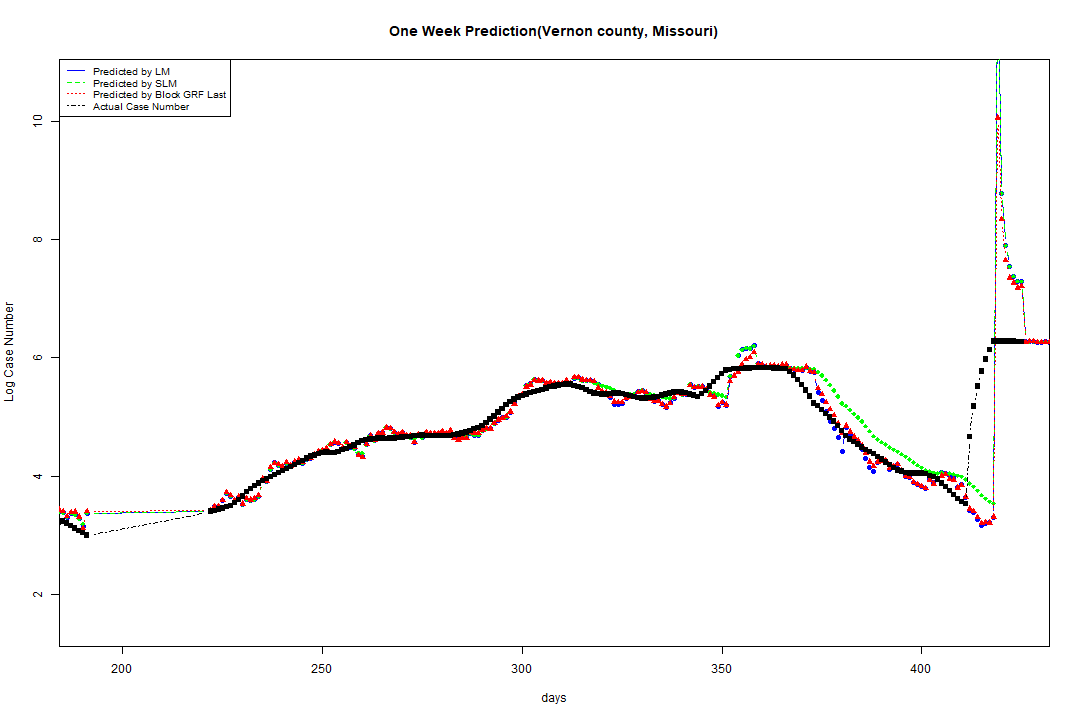 One Week Prediction(Vernon county, Missouri)
Predicted by LM
Predicted by SLM
Predicted by Block GRF Last
Actual Case Number
10
8
6
4
2
Log Case Number
200 250 300 350 400
days